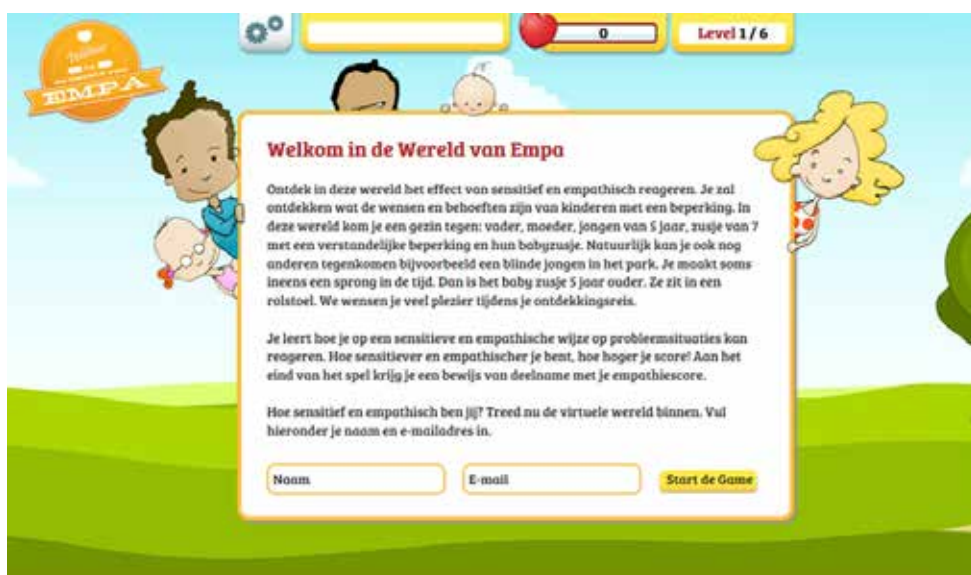 0
Level 1 / 6
EMPA
Welkom in de Wereld van Empa
Ontdek in deze wereld het effect van sensitief en empathisch reageren. Je zal
ontdekken wat de wensen en behoeften zijn van kinderen met een beperking. In
deze wereld kom je een gezin tegen: vader, moeder, jongen van 5 jaar, zusje van 7
met een verstandelijke beperking en hun babyzusje. Natuurlijk kan je ook nog
anderen tegenkomen bijvoorbeeld een blinde jongen in het park. Je maakt soms
ineens een sprong in de tijd. Dan is het baby zusje 5 jaar ouder. Ze zit in een
rolstoel. We wensen je veel plezier tijdens je ontdekkingsreis.
Je leert hoe je op een sensitieve en empathische wijze op probleemsituaties kan
reageren. Hoe sensitiever en empathischer je bent, hoe hoger je score! Aan het
eind van het spel krijg je een bewijs van deelname met je empathiescore.
Hoe sensitief en empathisch ben jij? Treed nu de virtuele wereld binnen. Vul
hieronder je naam en e-mailadres in.
Naam
E-mail
Start de Game